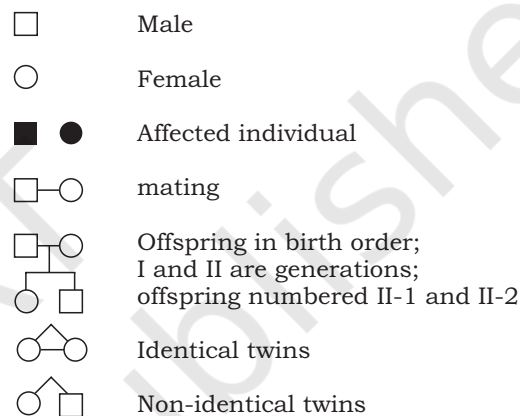 Male
Female
Affected individual
mating
Offspring in birth order;
I and II are generations;
offspring numbered II-1 and II-2
Identical twins
Non-identical twins